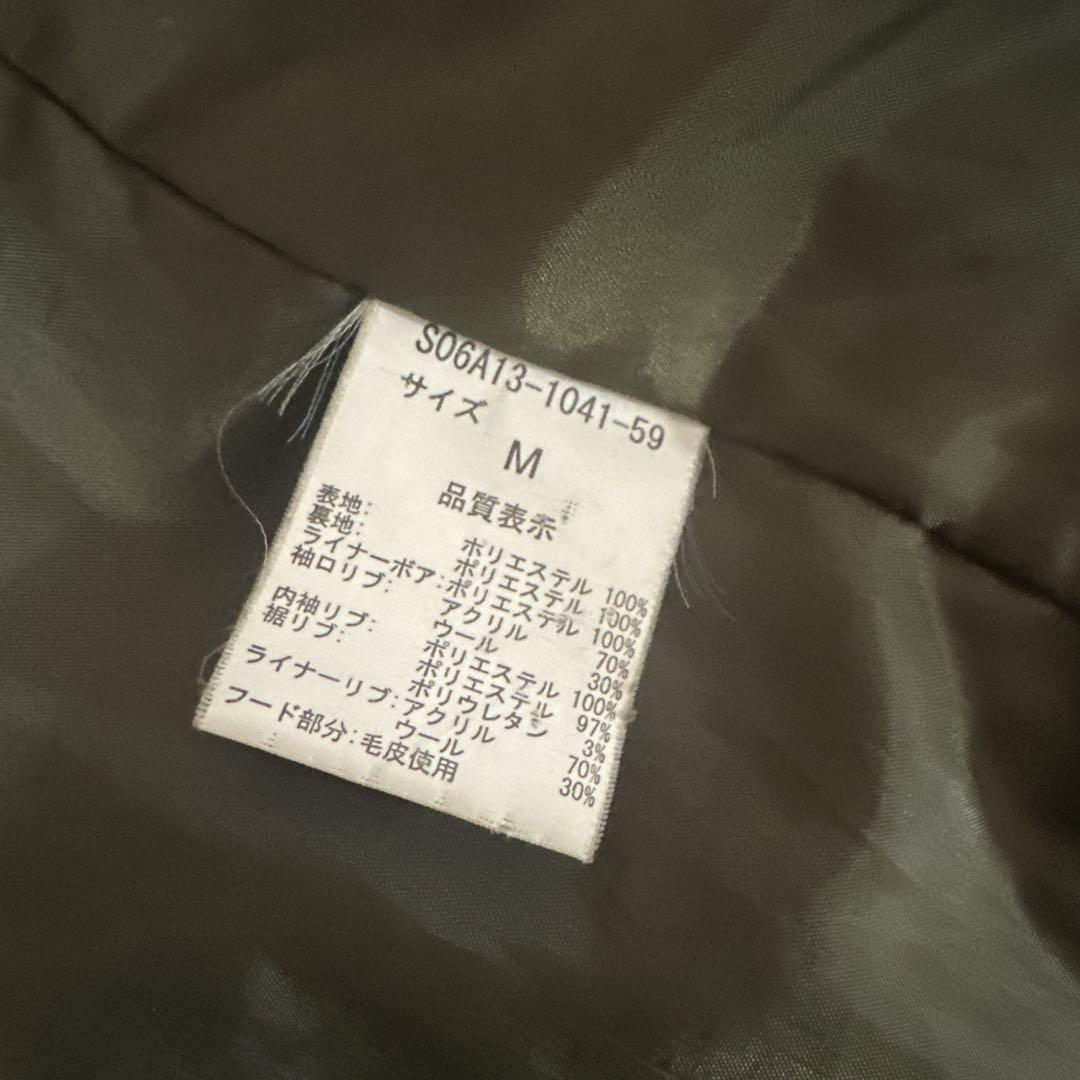 S06A13-1041-59
サイズ
M
品質表示
表地: ポリエステル 100%
裏地: ポリエステル 100%
ライナーボア:ポリエステル 100%
袖口リブ: アクリル 70%
ウール 30%
内袖リブ: ポリエステル 100%
裾リブ: ポリエステル 97%
ポリウレタン 3%
ライナーリブ:アクリル 70%
ウール 30%
フード部分:毛皮使用